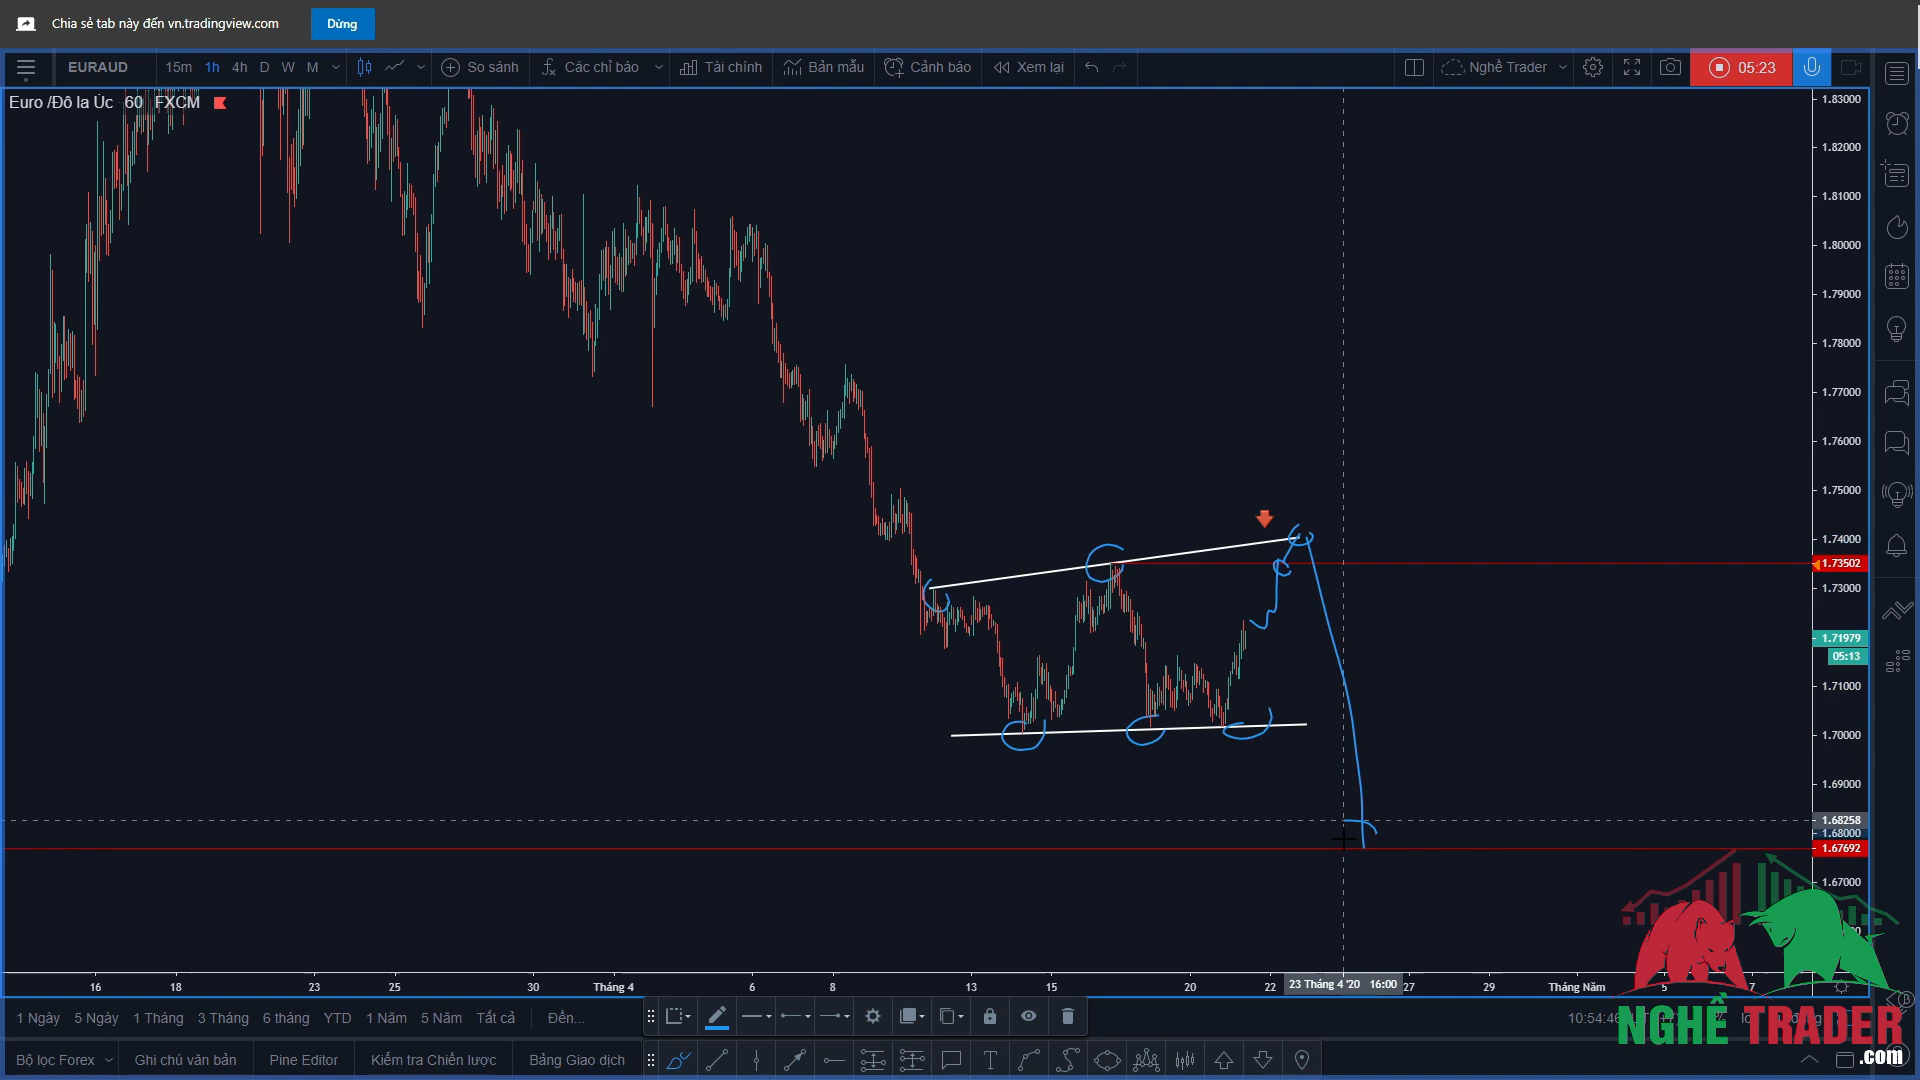 Chia sẻ tab này đến vn.tradingview.com Dừng
EURAUD 15m 1h 4h D W M So sánh Các chỉ báo Tài chính Bản mẫu Cảnh báo Xem lại Nghề Trader 05:23
Euro /Đô la Úc 60 FXCM
1.83000
1.82000
1.81000
1.80000
1.79000
1.78000
1.77000
1.76000
1.75000
1.74000
1.73502
1.73000
1.71979
05:13
1.71000
1.70000
1.69000
1.68258
1.68000
1.67692
1.67000
16 18 23 25 30 Tháng 4 6 8 13 15 20 22 23 Tháng 4 '20 16:00 27 29 Tháng Năm 5 7
1 Ngày 5 Ngày 1 Tháng 3 Tháng 6 tháng YTD 1 Năm 5 Năm Tất cả Đến... 10:54:46
NGHỀ TRADER
.com
Bộ lọc Forex Ghi chú văn bản Pine Editor Kiểm tra Chiến lược Bảng Giao dịch